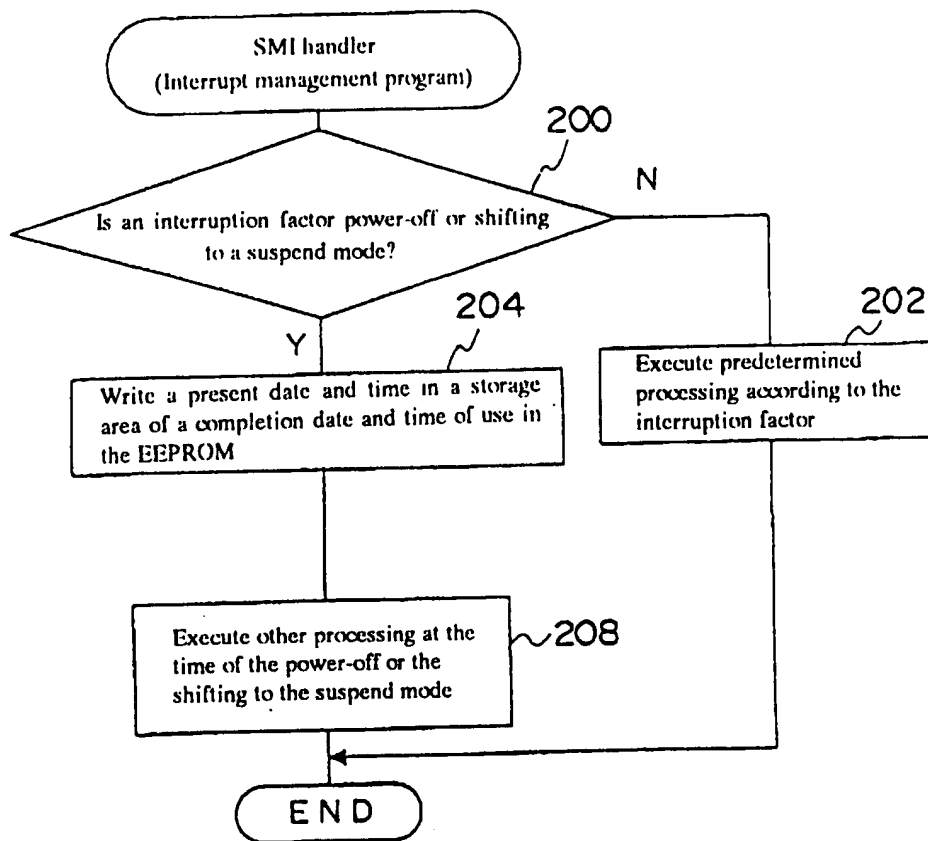 SMI handler
(Interrupt management program)
200
N
Is an interruption factor power-off or shifting
to a suspend mode?
204
Y
202
Write a present date and time in a storage
area of a completion date and time of use in
the EEPROM
Execute predetermined
processing according to the
interruption factor
Execute other processing at the
time of the power-off or the
shifting to the suspend mode
208
END